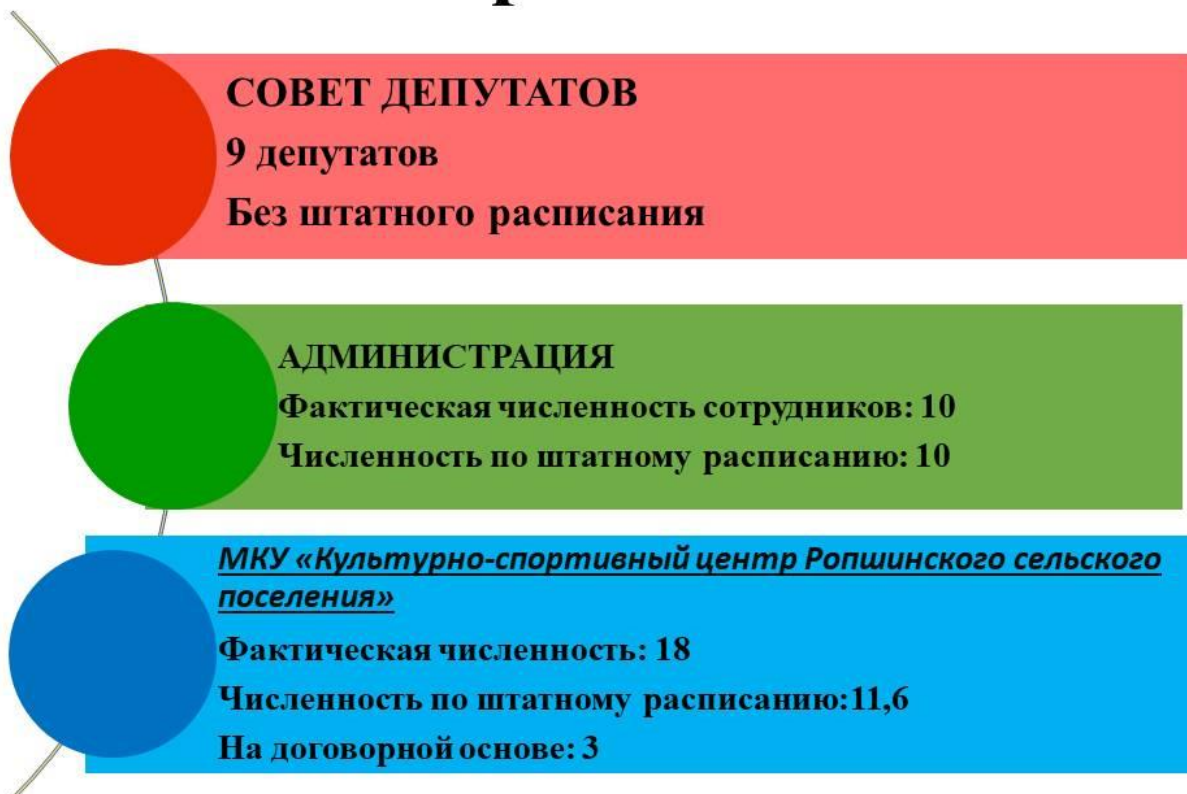 СОВЕТ ДЕПУТАТОВ
9 депутатов
Без штатного расписания
АДМИНИСТРАЦИЯ
Фактическая численность сотрудников: 10
Численность по штатному расписанию: 10
МКУ «Культурно-спортивный центр Ропшинского сельского
поселения»
Фактическая численность: 18
Численность по штатному расписанию:11,6
На договорной основе: 3